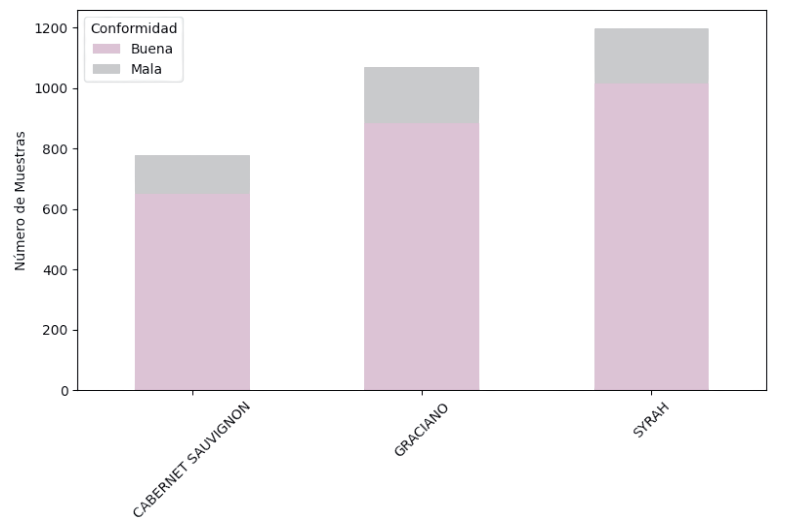 Conformidad
Buena
Mala
Número de Muestras
1200
1000
800
600
400
200
0
CABERNET SAUVIGNON
GRACIANO
SYRAH